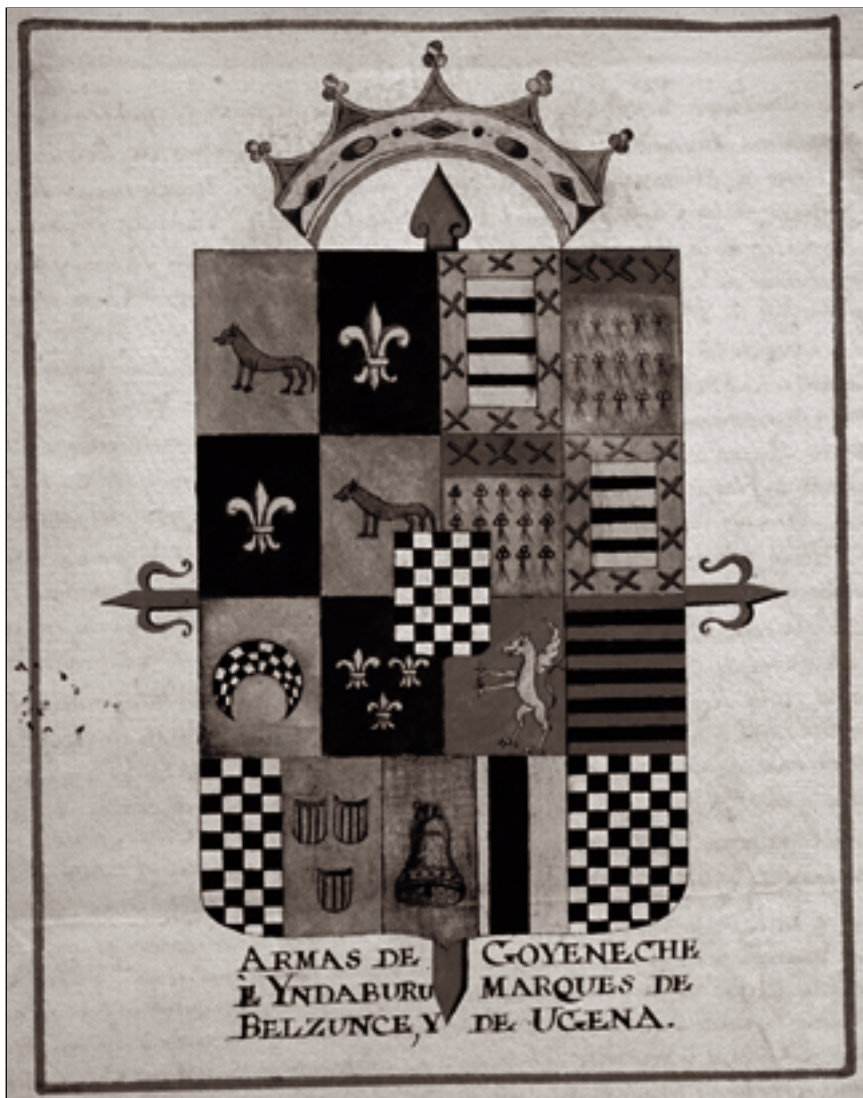 ARMAS DE GOYENECHE
È YNDABURU MARQUES DE
BELZUNCE, Y DE UGENA.